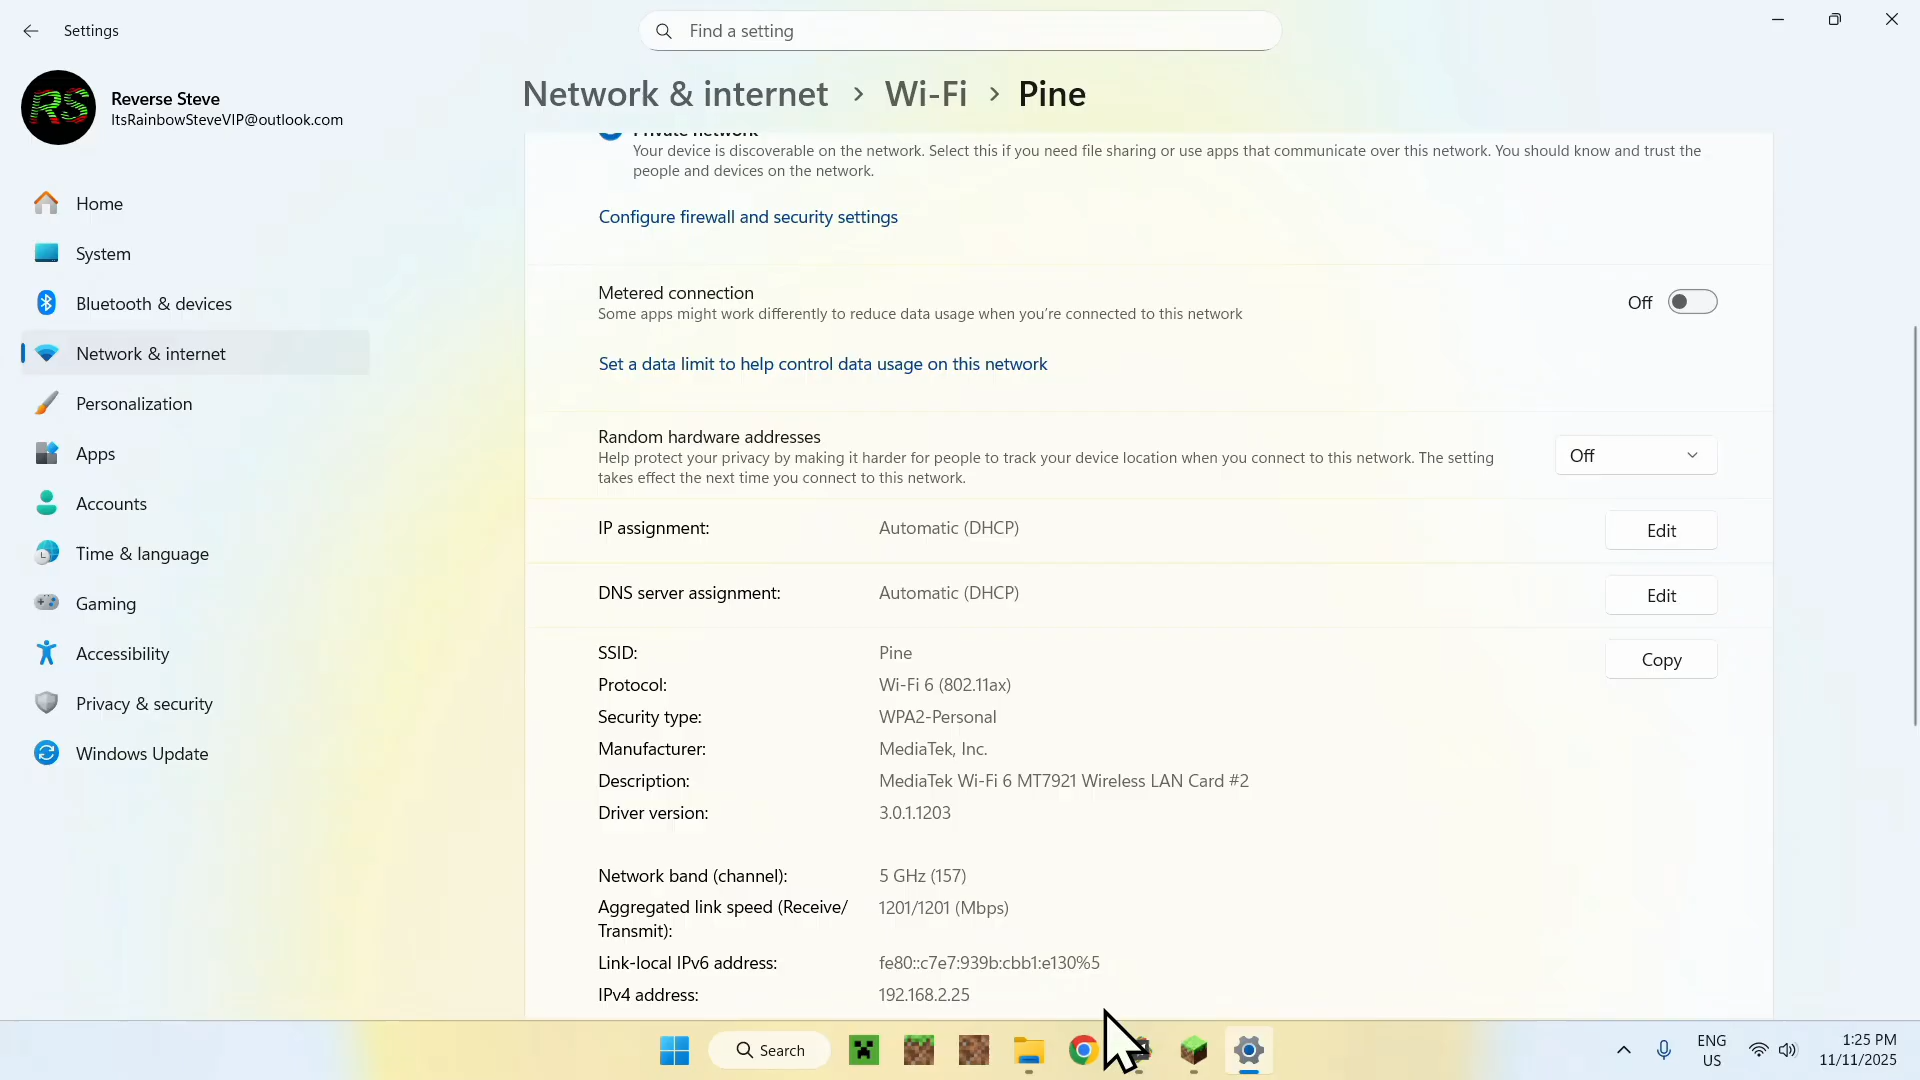 Settings
Find a setting
RS
Reverse Steve
ItsRainbowSteveVIP@outlook.com
Home
System
Bluetooth & devices
Network & internet
Personalization
Apps
Accounts
Time & language
Gaming
Accessibility
Privacy & security
Windows Update
Network & internet > Wi-Fi > Pine
Private network
Your device is discoverable on the network. Select this if you need file sharing or use apps that communicate over this network. You should know and trust the
people and devices on the network.
Configure firewall and security settings
Metered connection
Some apps might work differently to reduce data usage when you're connected to this network
Off
Set a data limit to help control data usage on this network
Random hardware addresses
Help protect your privacy by making it harder for people to track your device location when you connect to this network. The setting
takes effect the next time you connect to this network.
Off
IP assignment: Automatic (DHCP) Edit
DNS server assignment: Automatic (DHCP) Edit
SSID: Pine Copy
Protocol: Wi-Fi 6 (802.11ax)
Security type: WPA2-Personal
Manufacturer: MediaTek, Inc.
Description: MediaTek Wi-Fi 6 MT7921 Wireless LAN Card #2
Driver version: 3.0.1.1203
Network band (channel): 5 GHz (157)
Aggregated link speed (Receive/ 1201/1201 (Mbps)
Transmit):
Link-local IPv6 address: fe80::c7e7:939b:cbb1:e130%5
IPv4 address: 192.168.2.25
Search
ENG
US
1:25 PM
11/11/2025